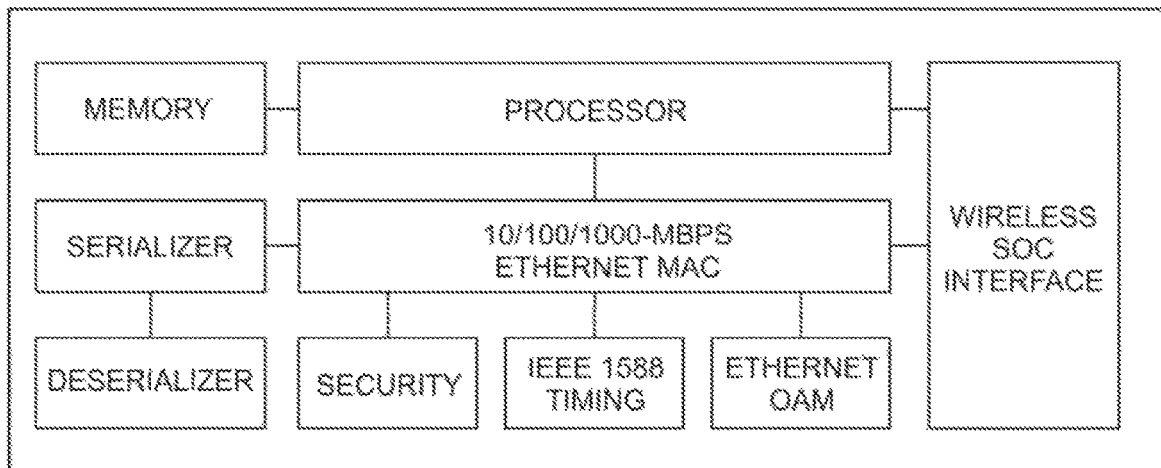 MEMORY
PROCESSOR
WIRELESS
SOC
INTERFACE
SERIALIZER
10/100/1000-MBPS
ETHERNET MAC
DESERIALIZER
SECURITY
IEEE 1588
TIMING
ETHERNET
OAM